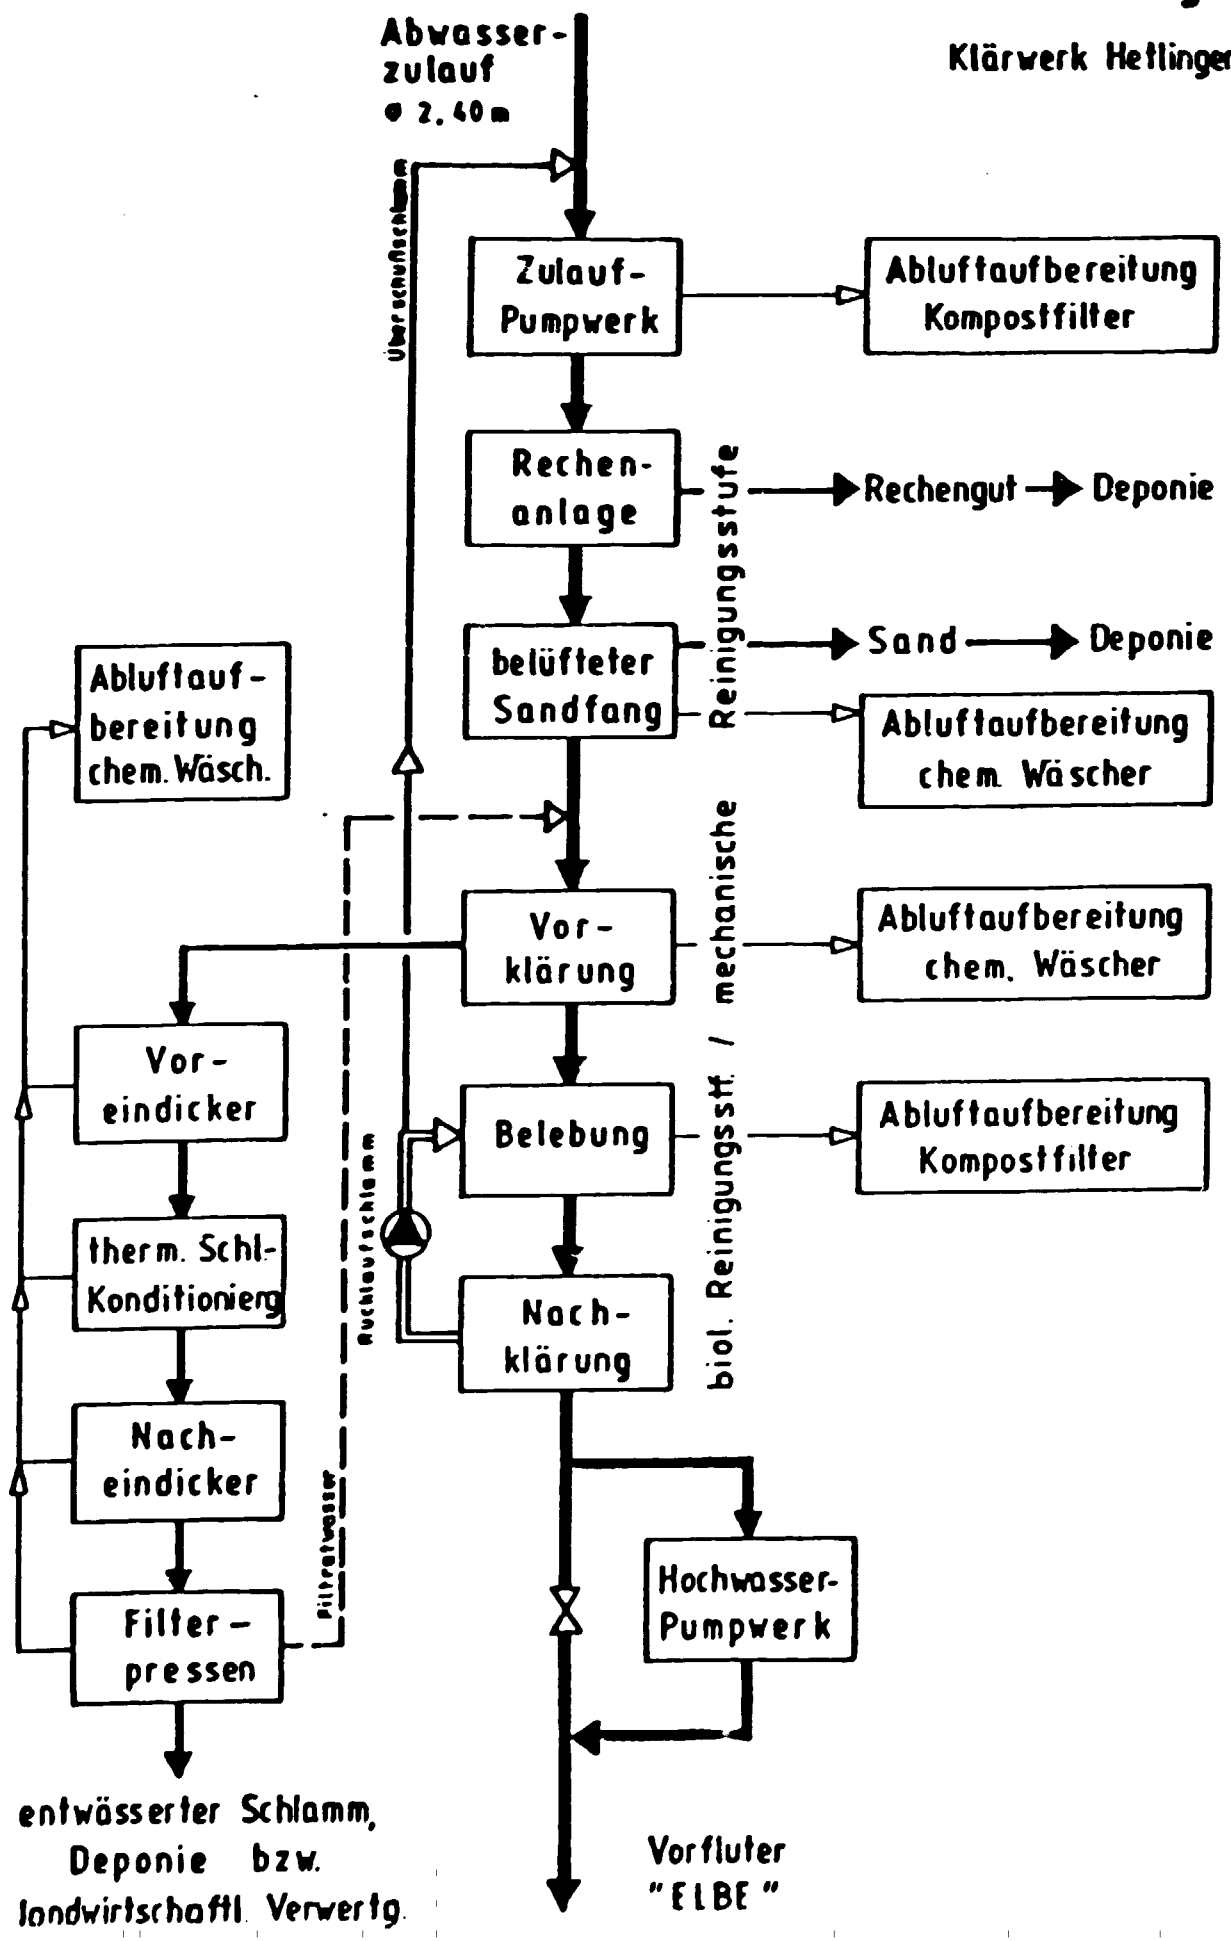 Abwasser-
zulauf
ø 2.40m
Klärwerk Hetlingen
Überschußschlamm
Zulauf-
Pumpwerk
Abluftaufbereitung
Kompostfilter
Rechen-
anlage
Rechengut
Deponie
belüfteter
Sandfang
Sand
Deponie
Abluftaufbereitung
chem. Wäscher
Abluftauf-
bereitung
chem. Wäsch.
Vor-
klärung
Abluftaufbereitung
chem. Wäscher
Vor-
eindicker
Belebung
Abluftaufbereitung
Kompostfilter
therm. Schl.-
Konditionierg
Rücklaufschlamm
Nach-
klärung
biol. Reinigungsstf. / mechanische Reinigungsstufe
Nach-
eindicker
Filtratwasser
Filter-
pressen
Hochwasser-
Pumpwerk
entwässerter Schlamm,
Deponie bzw.
landwirtschaftl. Verwertg.
Vorfluter
"ELBE"